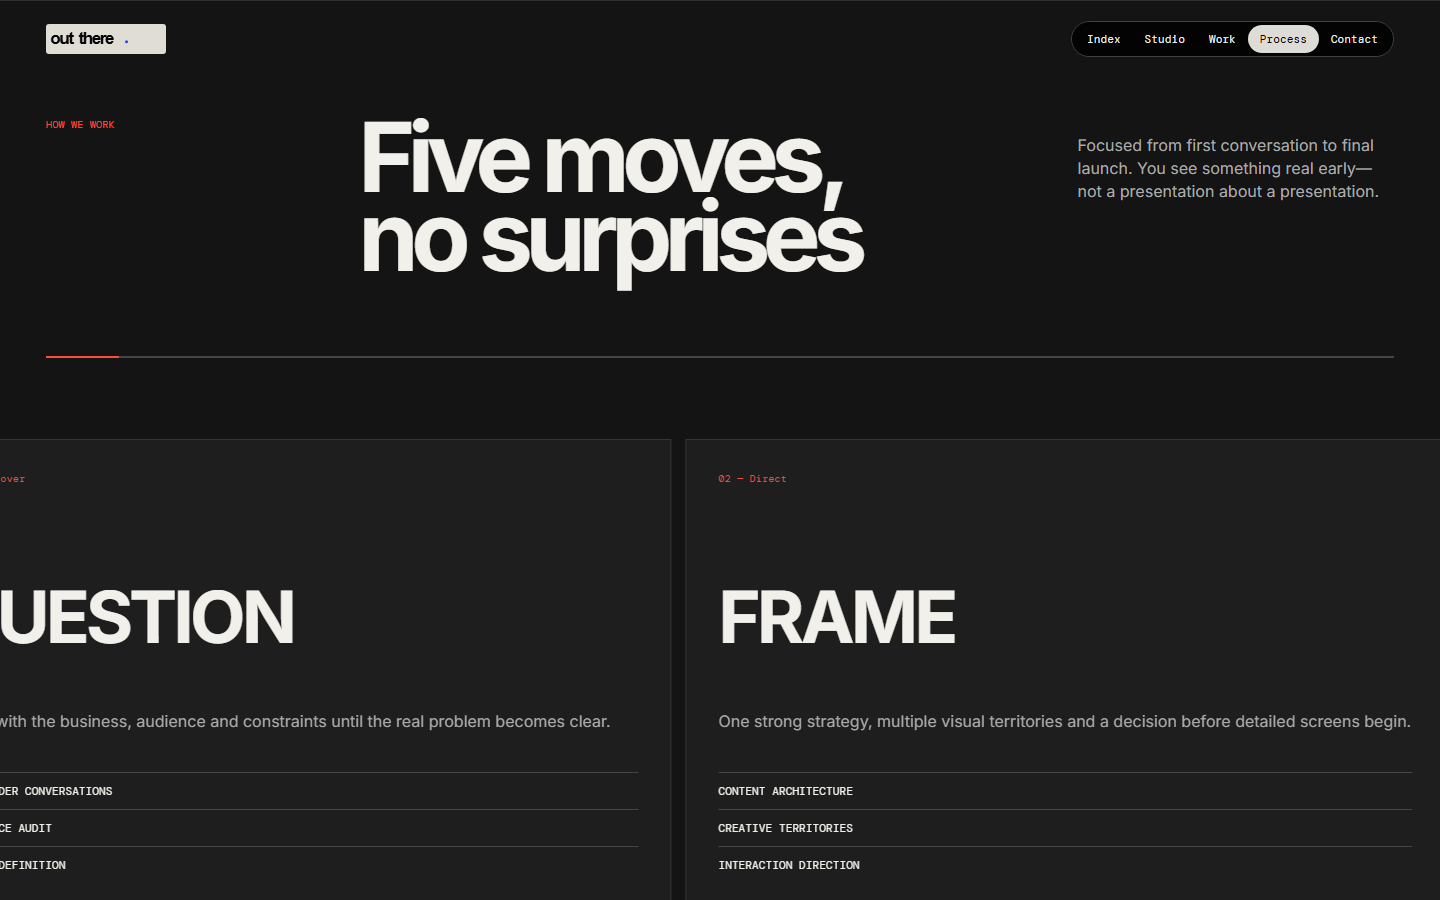 out there .
Index Studio Work Process Contact
HOW WE WORK
Five moves,
no surprises
Focused from first conversation to final
launch. You see something real early—
not a presentation about a presentation.
over
UESTION
with the business, audience and constraints until the real problem becomes clear.
DER CONVERSATIONS
CE AUDIT
DEFINITION
02 — Direct
FRAME
One strong strategy, multiple visual territories and a decision before detailed screens begin.
CONTENT ARCHITECTURE
CREATIVE TERRITORIES
INTERACTION DIRECTION